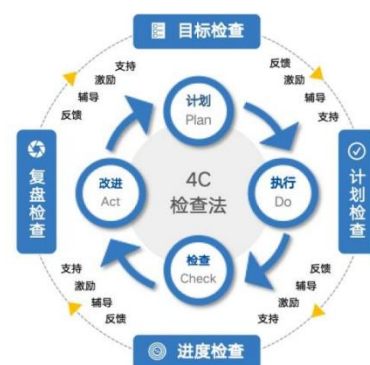 目标检查
支持
激励
辅导
反馈
反馈
激励
辅导
支持
计划
Plan
复盘检查
改进
Act
4C
检查法
执行
Do
计划检查
检查
Check
支持
激励
辅导
反馈
反馈
辅导
激励
支持
进度检查